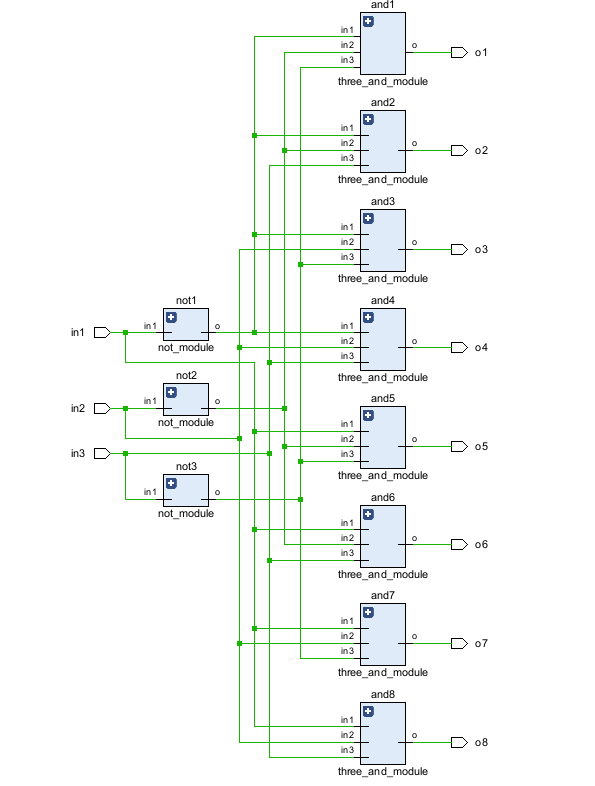 and1
in1
in2
in3
o
o1
three_and_module
and2
in1
in2
in3
o
o2
three_and_module
and3
in1
in2
in3
o
o3
three_and_module
and4
in1
in2
in3
o
o4
three_and_module
and5
in1
in2
in3
o
o5
three_and_module
and6
in1
in2
in3
o
o6
three_and_module
and7
in1
in2
in3
o
o7
three_and_module
and8
in1
in2
in3
o
o8
three_and_module
in1
not1
in1
o
not_module
in2
not2
in1
o
not_module
in3
not3
in1
o
not_module